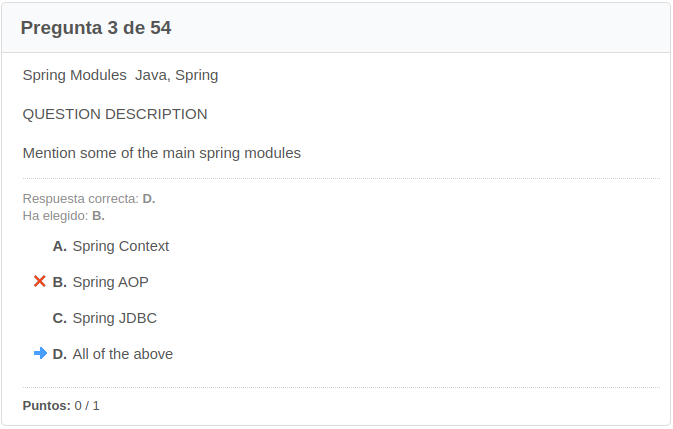 Pregunta 3 de 54
Spring Modules  Java, Spring
QUESTION DESCRIPTION
Mention some of the main spring modules
Respuesta correcta: D.
Ha elegido: B.
A. Spring Context
B. Spring AOP
C. Spring JDBC
D. All of the above
Puntos: 0 / 1